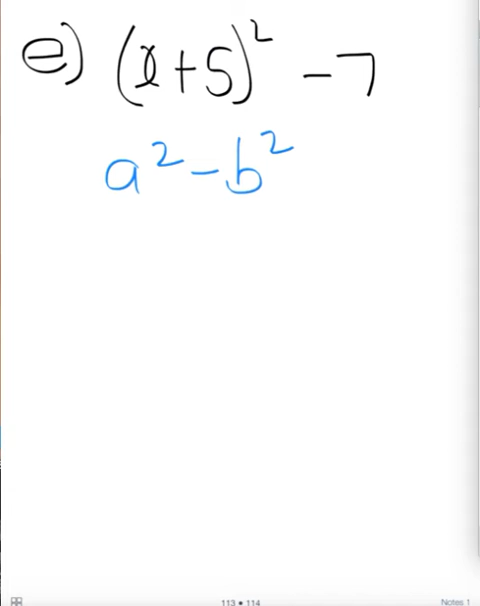 e) (x+5)² -7
a² - b²
113 • 114
Notes 1